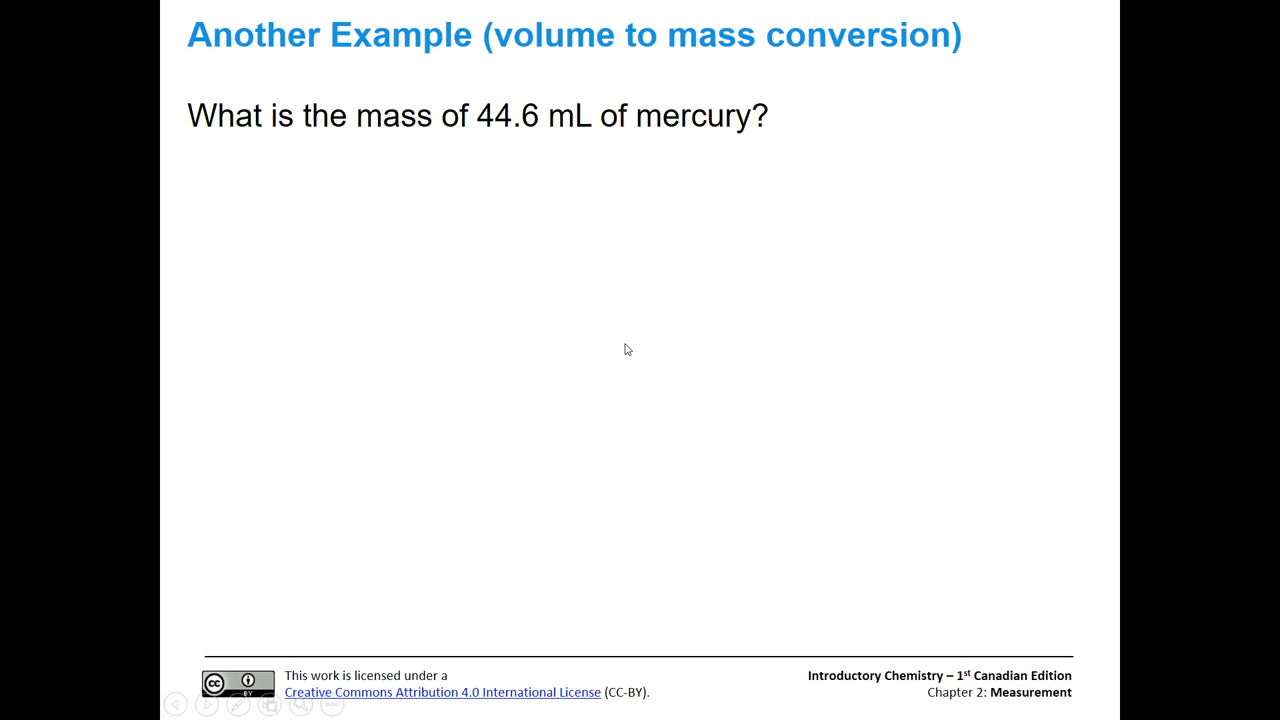 Another Example (volume to mass conversion)
What is the mass of 44.6 mL of mercury?
CC BY
This work is licensed under a
Creative Commons Attribution 4.0 International License (CC-BY).
Introductory Chemistry – 1st Canadian Edition
Chapter 2: Measurement